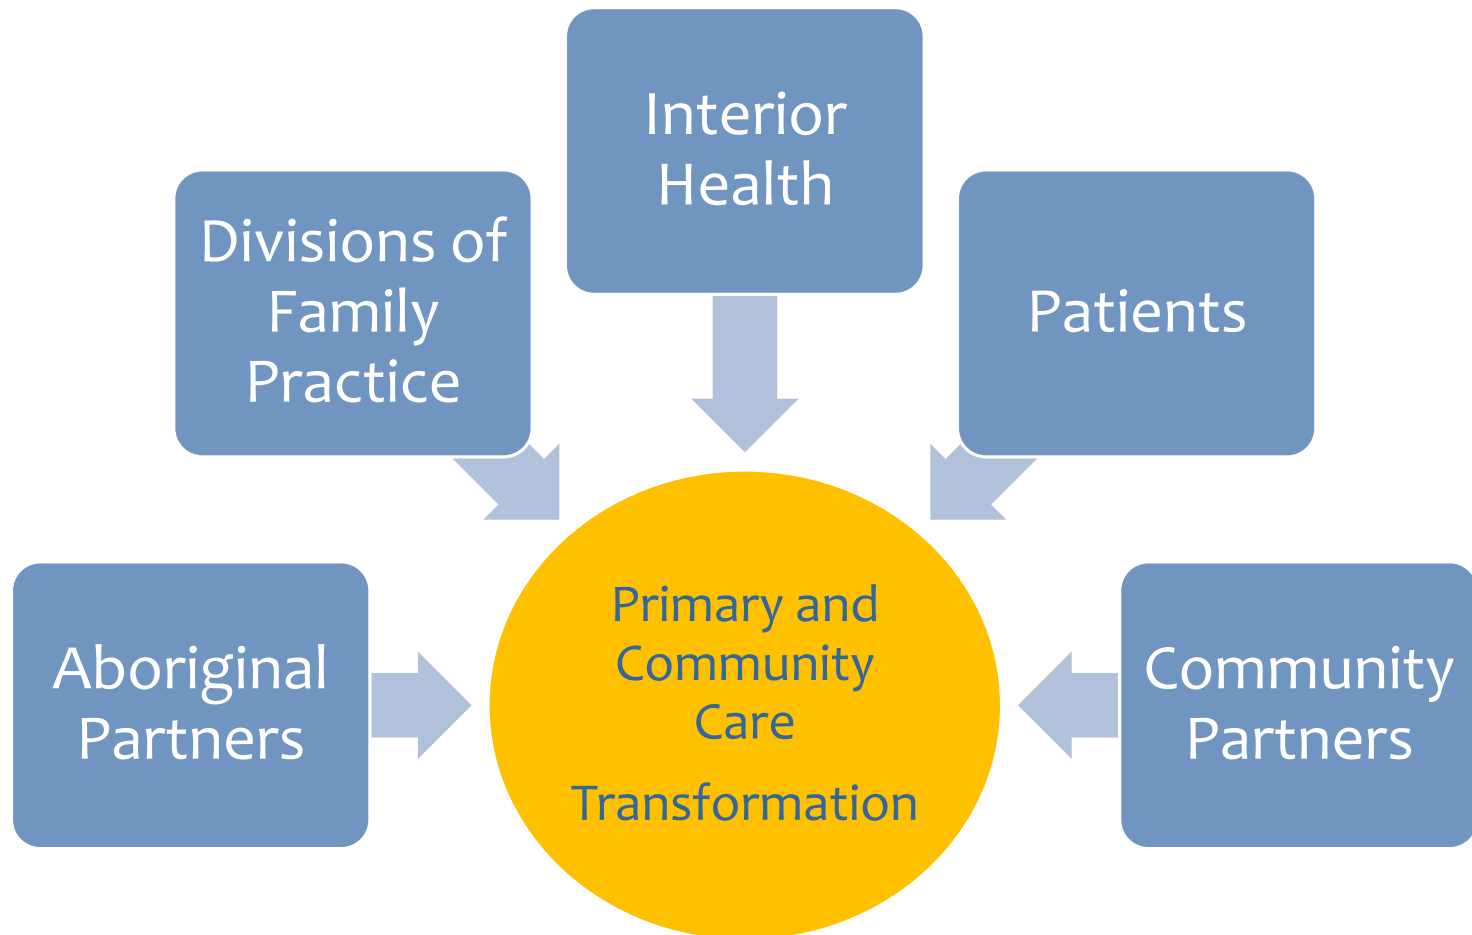 Interior
Health
Divisions of
Family
Practice
Patients
Aboriginal
Partners
Primary and
Community
Care
Transformation
Community
Partners